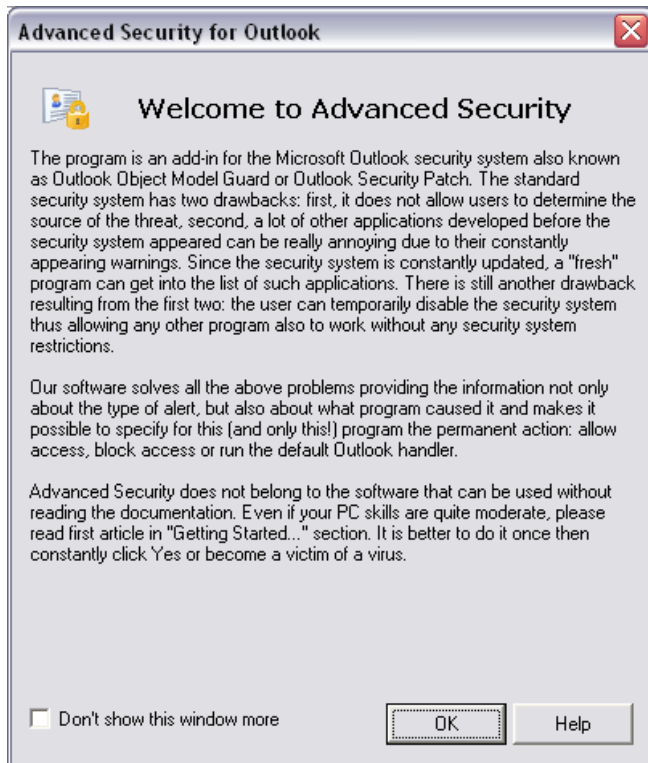 Advanced Security for Outlook
Welcome to Advanced Security
The program is an add-in for the Microsoft Outlook security system also known
as Outlook Object Model Guard or Outlook Security Patch. The standard
security system has two drawbacks: first, it does not allow users to determine the
source of the threat, second, a lot of other applications developed before the
security system appeared can be really annoying due to their constantly
appearing warnings. Since the security system is constantly updated, a "fresh"
program can get into the list of such applications. There is still another drawback
resulting from the first two: the user can temporarily disable the security system
thus allowing any other program also to work without any security system
restrictions.
Our software solves all the above problems providing the information not only
about the type of alert, but also about what program caused it and makes it
possible to specify for this (and only this!) program the permanent action: allow
access, block access or run the default Outlook handler.
Advanced Security does not belong to the software that can be used without
reading the documentation. Even if your PC skills are quite moderate, please
read first article in "Getting Started..." section. It is better to do it once then
constantly click Yes or become a victim of a virus.
Don't show this window more
OK
Help